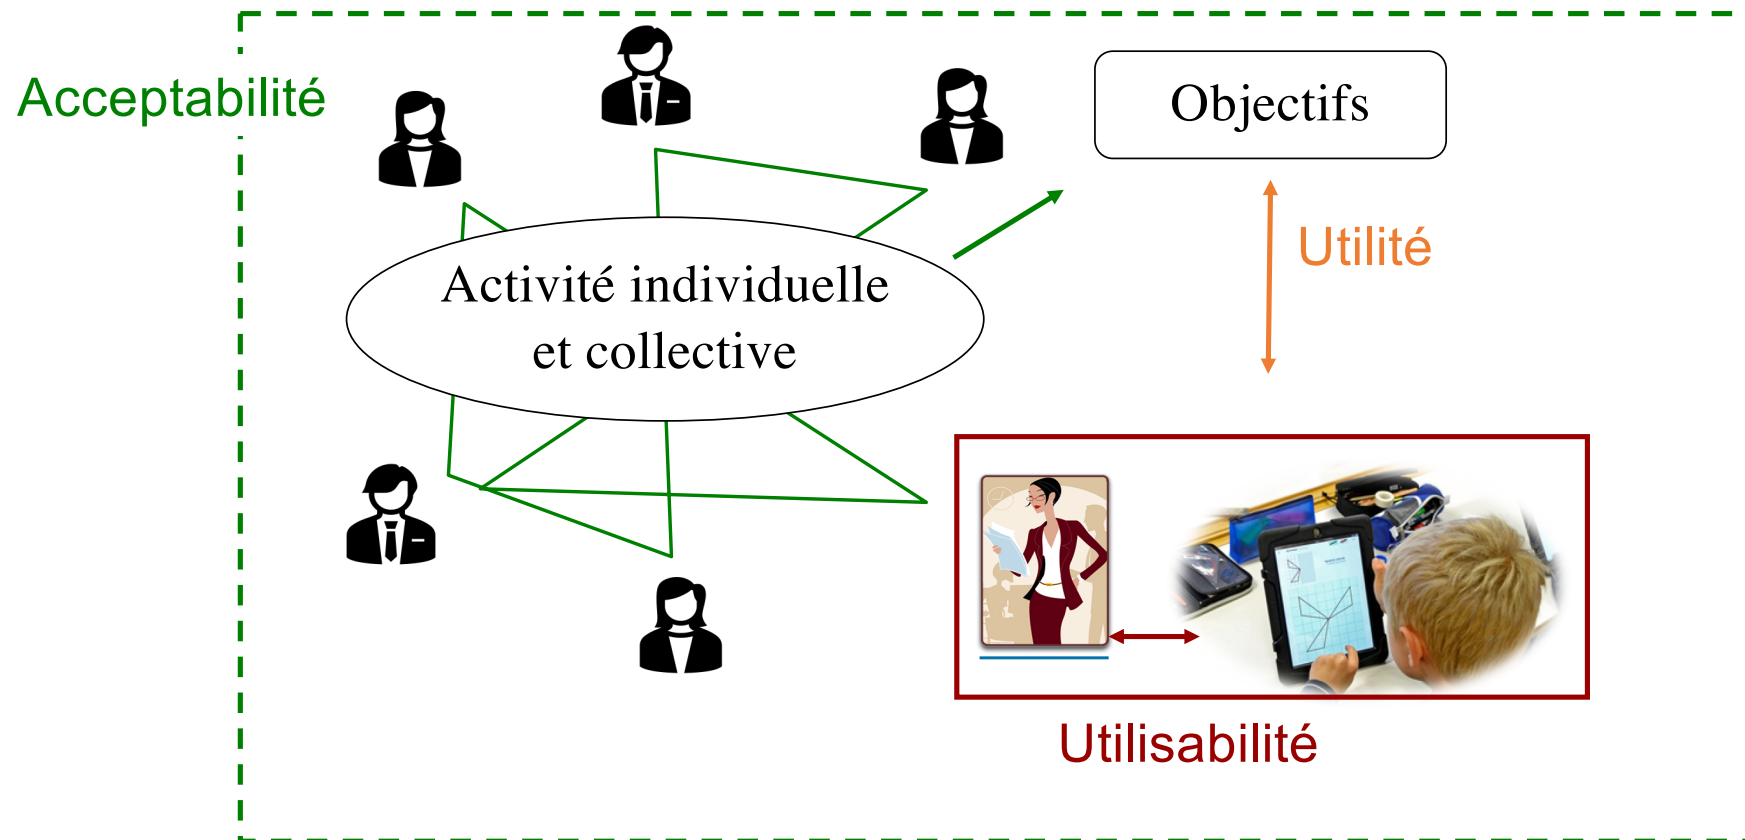 Acceptabilité
Objectifs
Utilité
Activité individuelle
et collective
Utilisabilité